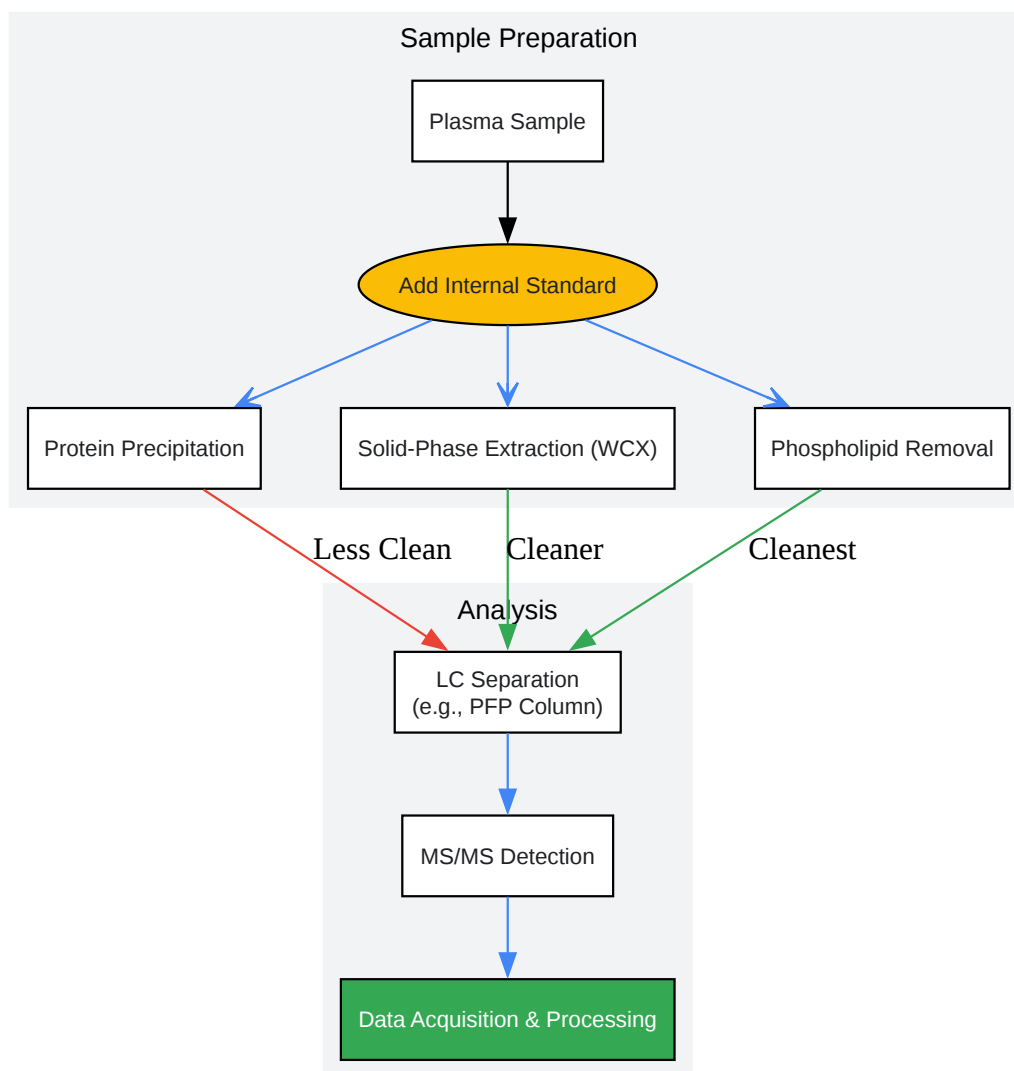 Sample Preparation
Plasma Sample
Add Internal Standard
Protein Precipitation
Solid-Phase Extraction (WCX)
Phospholipid Removal
Less Clean
Cleaner
Cleanest
Analysis
LC Separation
(e.g., PFP Column)
MS/MS Detection
Data Acquisition & Processing